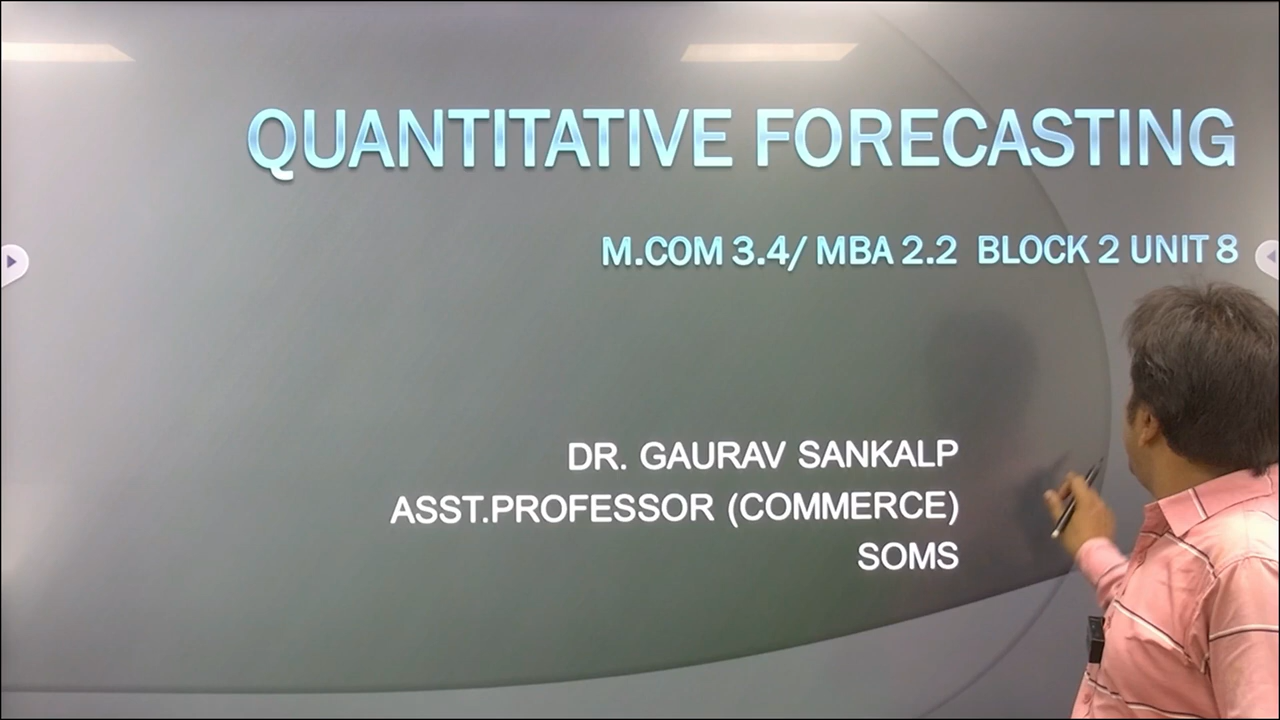 QUANTITATIVE FORECASTING
M.COM 3.4/ MBA 2.2 BLOCK 2 UNIT 8
DR. GAURAV SANKALP
ASST.PROFESSOR (COMMERCE)
SOMS